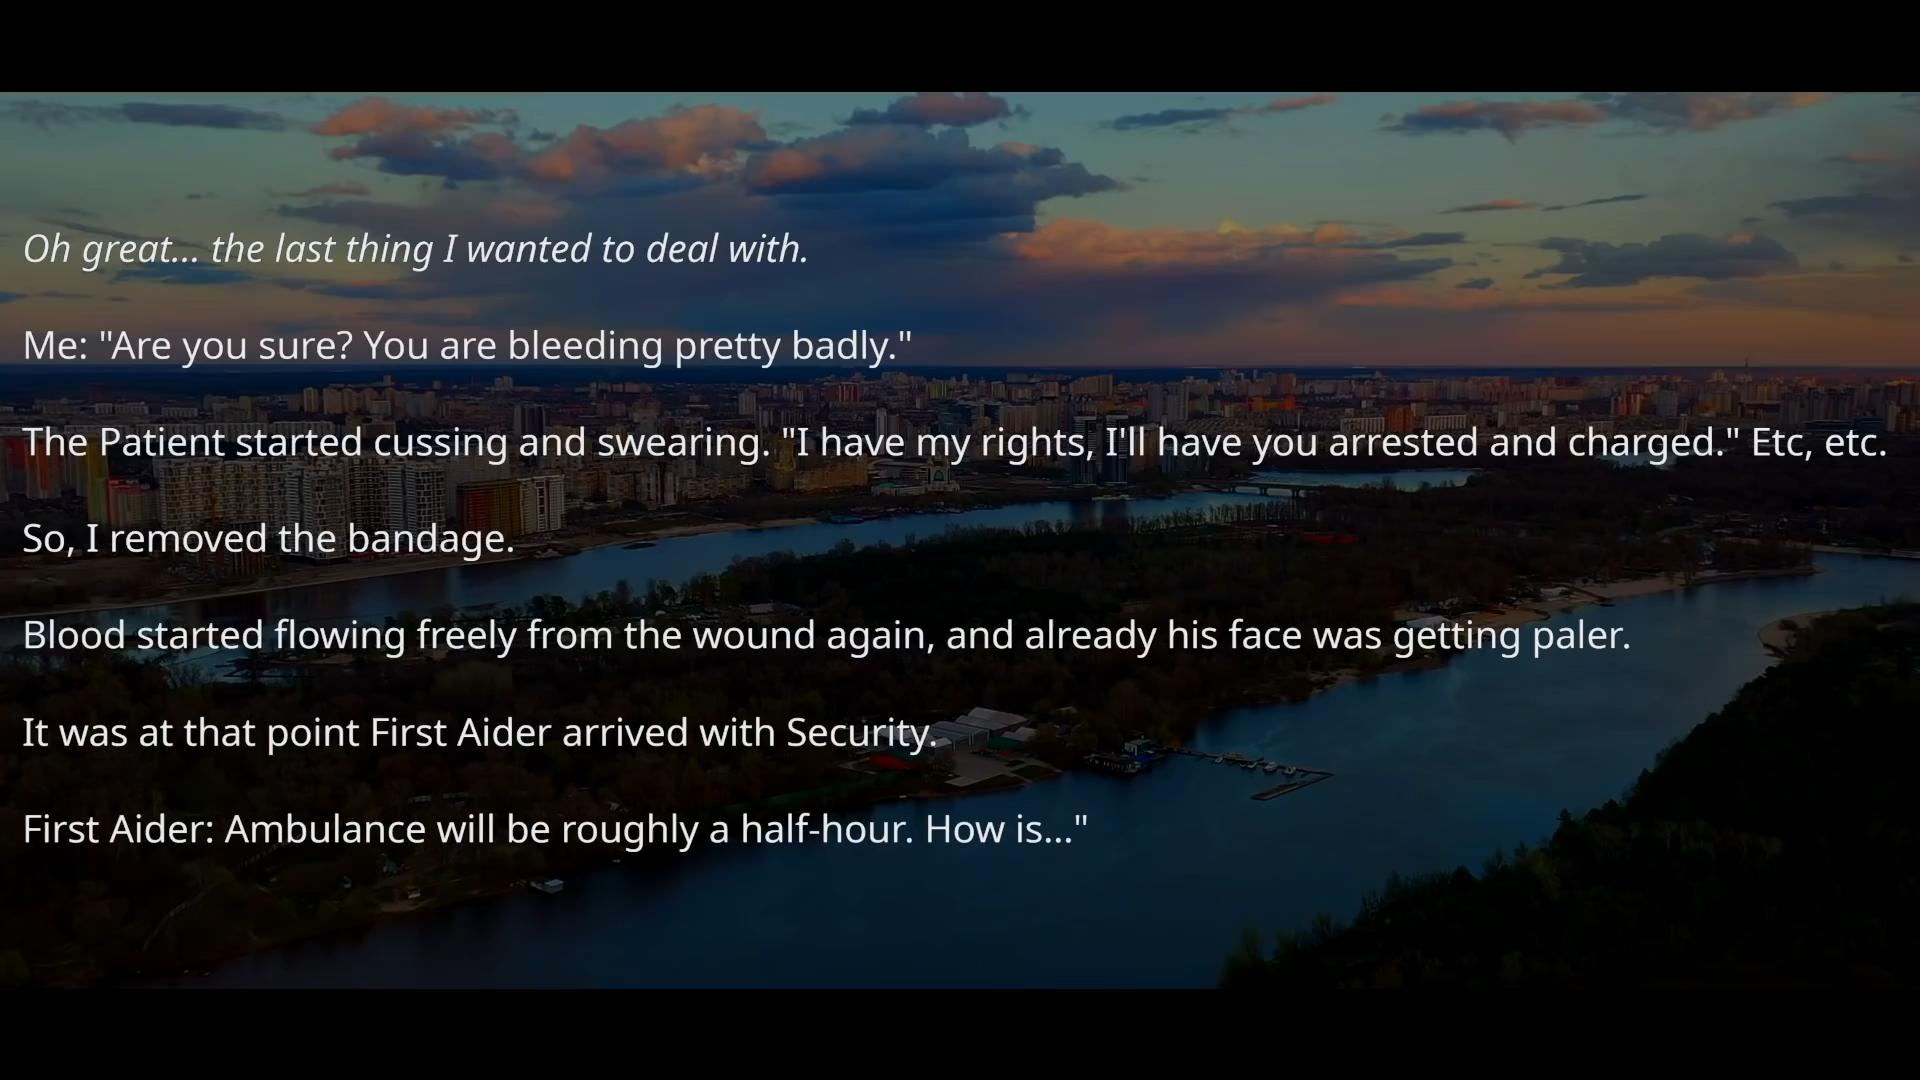 Oh great... the last thing I wanted to deal with.
Me: "Are you sure? You are bleeding pretty badly."
The Patient started cussing and swearing. "I have my rights, I'll have you arrested and charged." Etc, etc.
So, I removed the bandage.
Blood started flowing freely from the wound again, and already his face was getting paler.
It was at that point First Aider arrived with Security.
First Aider: Ambulance will be roughly a half-hour. How is..."